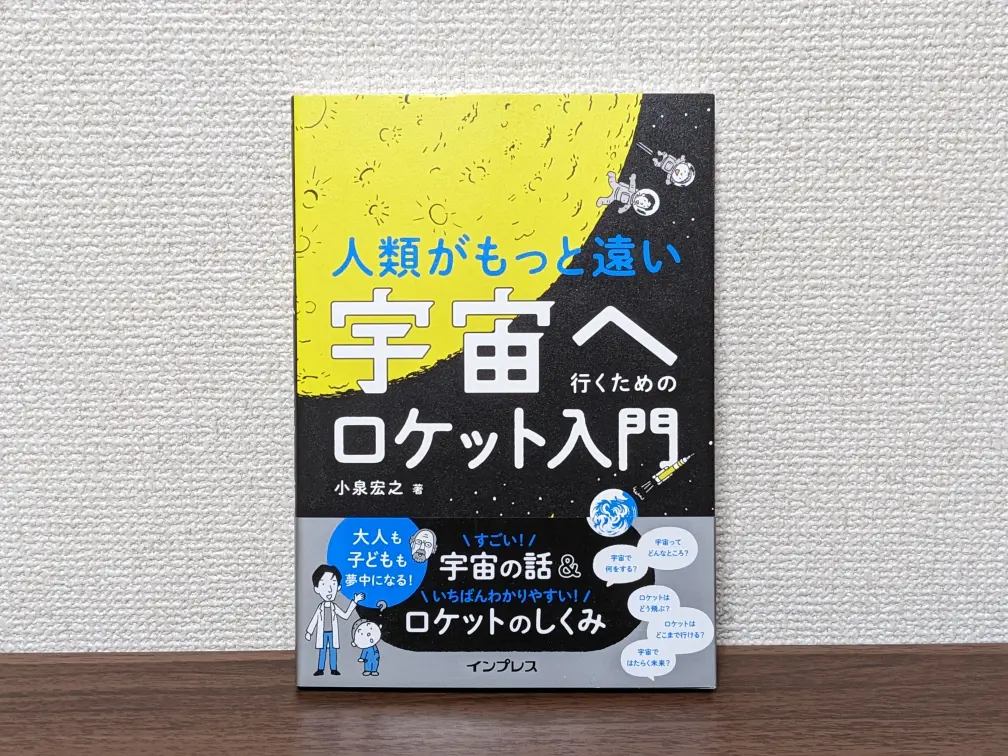 人類がもっと遠い
宇宙へ
行くための
ロケット入門
小泉宏之 著
大人も
子どもも
夢中になる!
\すごい!/
宇宙の話&
\いちばんわかりやすい!/
ロケットのしくみ
?
宇宙って
どんなところ?
宇宙で
何をする?
ロケットは
どう飛ぶ?
ロケットは
どこまで行ける?
宇宙で
はたらく未来?
インプレス